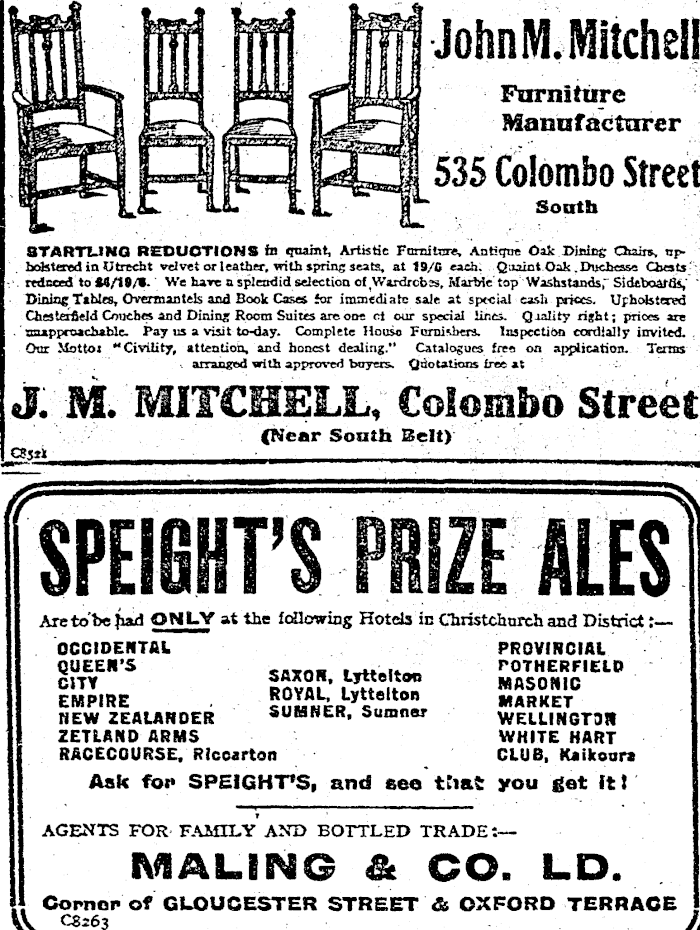 John M. Mitchell
Furniture
Manufacturer
535 Colombo Street
South
STARTLING REDUCTIONS in quaint, Artistic Furniture, Antique Oak Dining Chairs, up-
holstered in Utrecht velvet or leather, with spring seats, at 19/6 each. Quaint Oak Duchesse Chests
reduced to £4/19/6. We have a splendid selection of Wardrobes, Marble top Washstands, Sideboards,
Dining Tables, Overmantels and Book Cases for immediate sale at special cash prices. Upholstered
Chesterfield Couches and Dining Room Suites are one of our special lines. Quality right; prices are
unapproachable. Pay us a visit to-day. Complete House Furnishers. Inspection cordially invited.
Our Motto: "Civility, attention, and honest dealing." Catalogues free on application. Terms
arranged with approved buyers. Quotations free at
J. M. MITCHELL, Colombo Street
(Near South Belt)
C8521
SPEIGHT'S PRIZE ALES
Are to be had ONLY at the following Hotels in Christchurch and District :—
OCCIDENTAL
QUEEN'S
CITY
EMPIRE
NEW ZEALANDER
ZETLAND ARMS
RACECOURSE, Riccarton
SAXON, Lyttelton
ROYAL, Lyttelton
SUMNER, Sumner
PROVINCIAL
POTHERFIELD
MASONIC
MARKET
WELLINGTON
WHITE HART
CLUB, Kaikoura
Ask for SPEIGHT'S, and see that you get it!
AGENTS FOR FAMILY AND BOTTLED TRADE:—
MALING & CO. LD.
Corner of GLOUCESTER STREET & OXFORD TERRACE
C8263